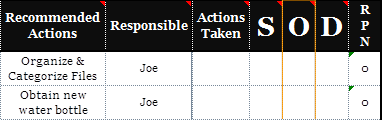 Recommended Actions Responsible Actions Taken S O D R P N
Organize & Categorize Files Joe 0
Obtain new water bottle Joe 0